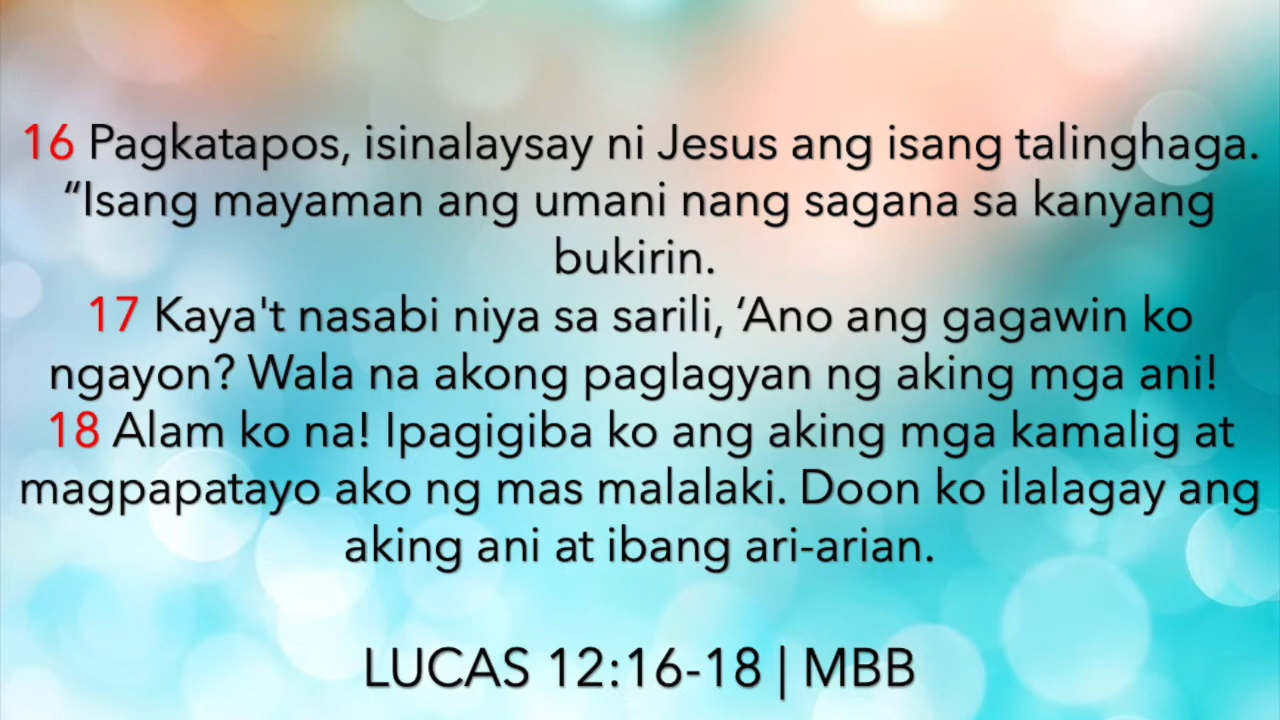 16 Pagkatapos, isinalaysay ni Jesus ang isang talinghaga.
“Isang mayaman ang umani nang sagana sa kanyang
bukirin.
17 Kaya't nasabi niya sa sarili, ‘Ano ang gagawin ko
ngayon? Wala na akong paglagyan ng aking mga ani!
18 Alam ko na! Ipagigiba ko ang aking mga kamalig at
magpapatayo ako ng mas malalaki. Doon ko ilalagay ang
aking ani at ibang ari-arian.
LUCAS 12:16-18 | MBB